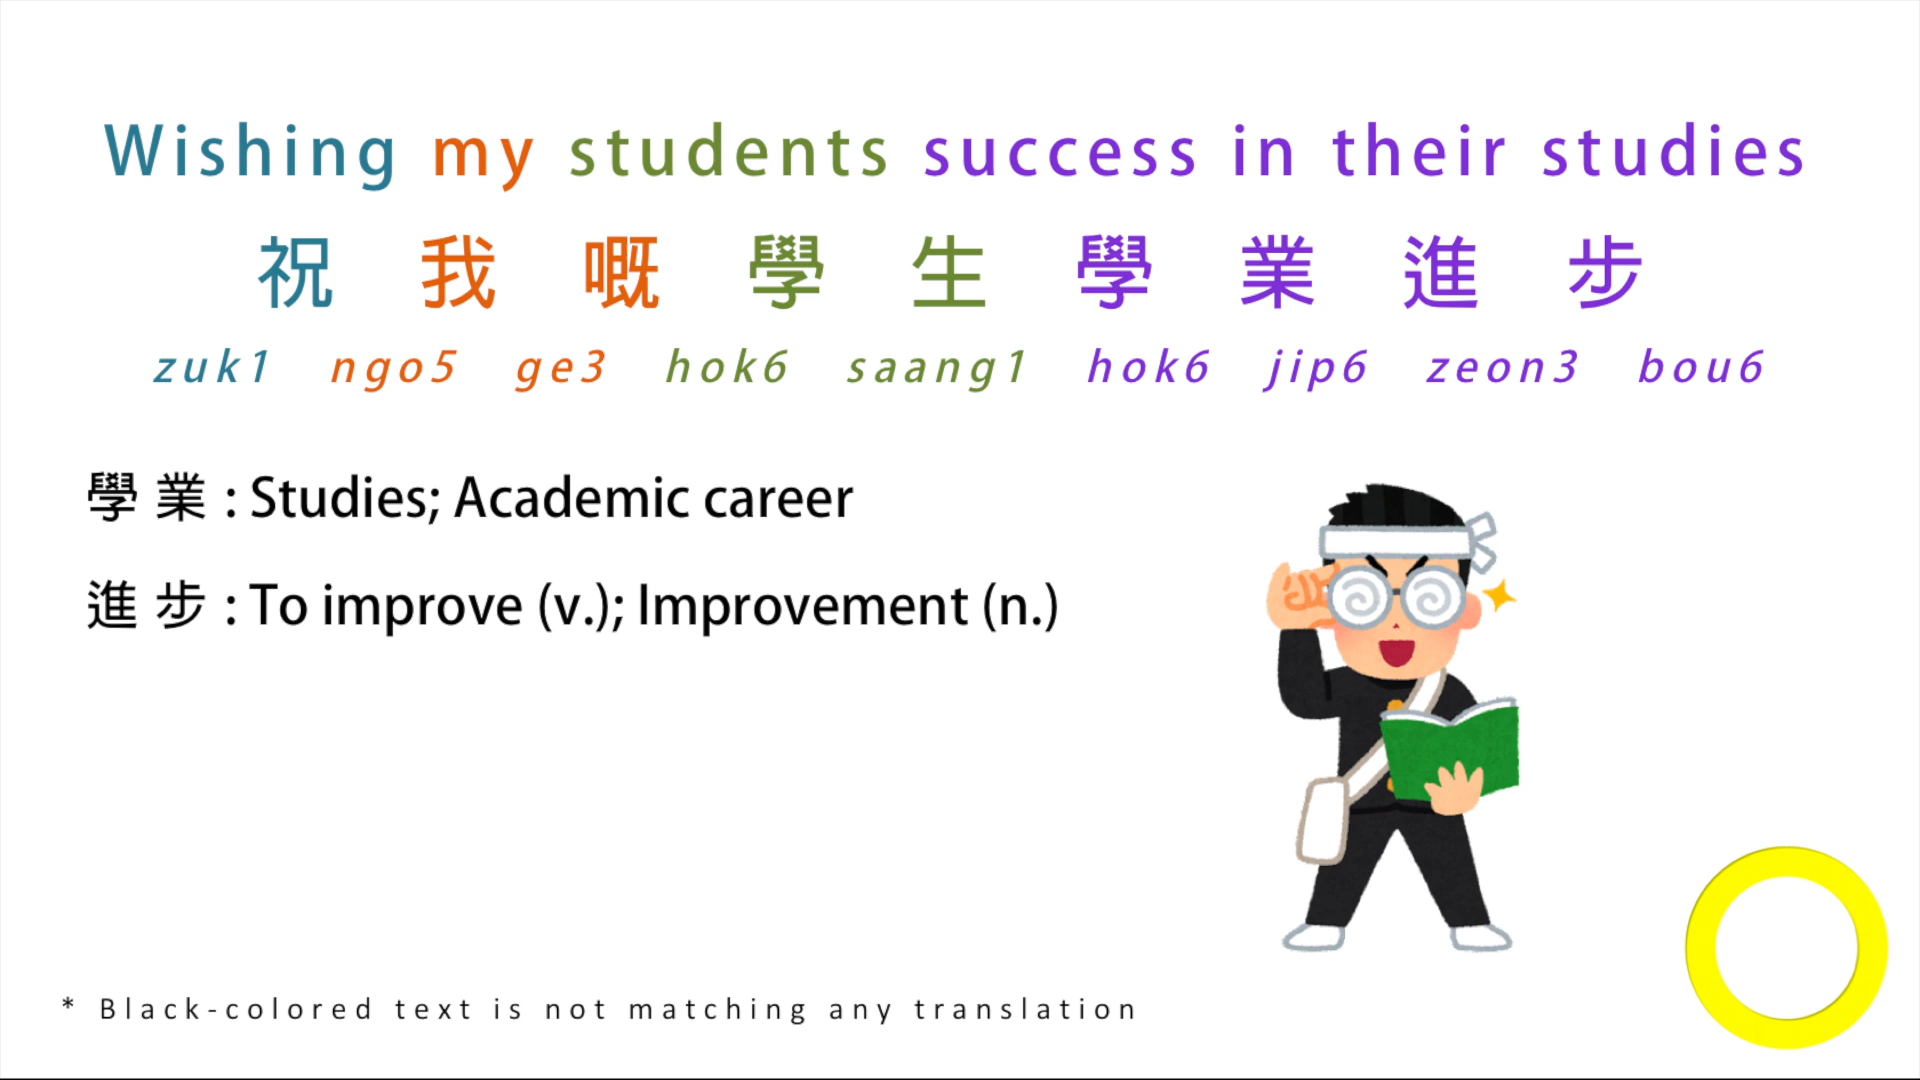 Wishing my students success in their studies
祝 我 嘅 學 生 學 業 進 步
zuk1 ngo5 ge3 hok6 saang1 hok6 jip6 zeon3 bou6
學 業 : Studies; Academic career
進 步 : To improve (v.); Improvement (n.)
* Black-colored text is not matching any translation